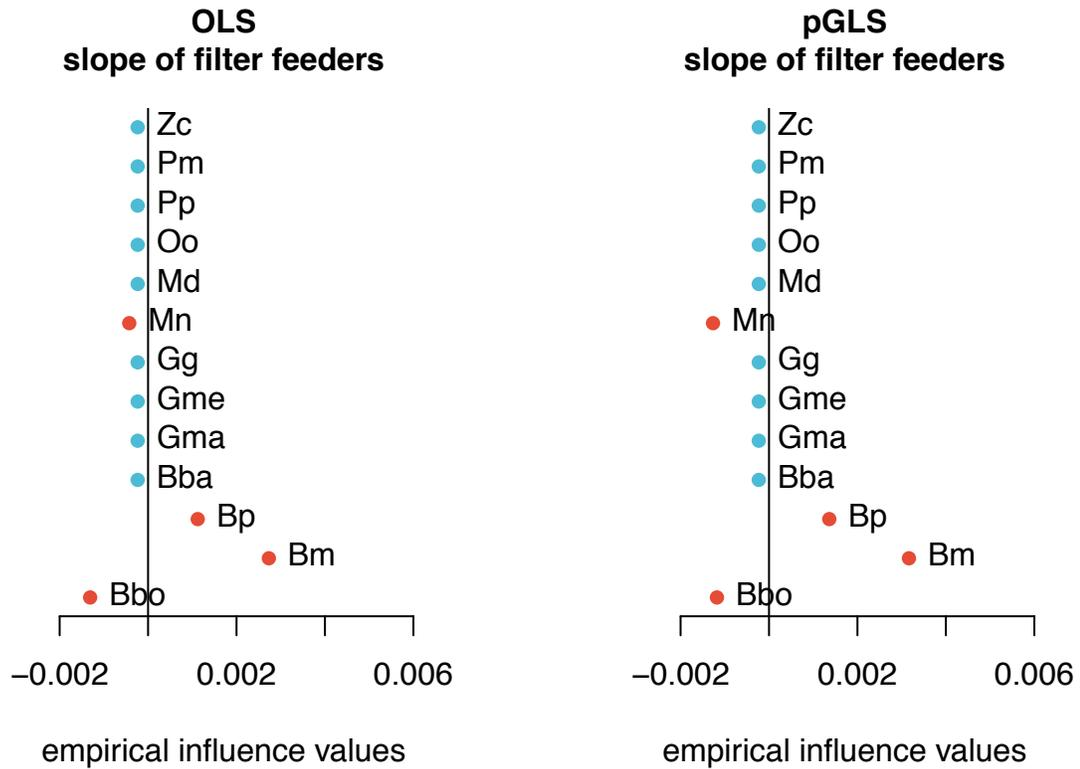 OLS
slope of filter feeders
Zc
Pm
Pp
Oo
Md
Mn
Gg
Gme
Gma
Bba
Bp
Bm
Bbo
−0.002 0.002 0.006
empirical influence values
pGLS
slope of filter feeders
Zc
Pm
Pp
Oo
Md
Mn
Gg
Gme
Gma
Bba
Bp
Bm
Bbo
−0.002 0.002 0.006
empirical influence values